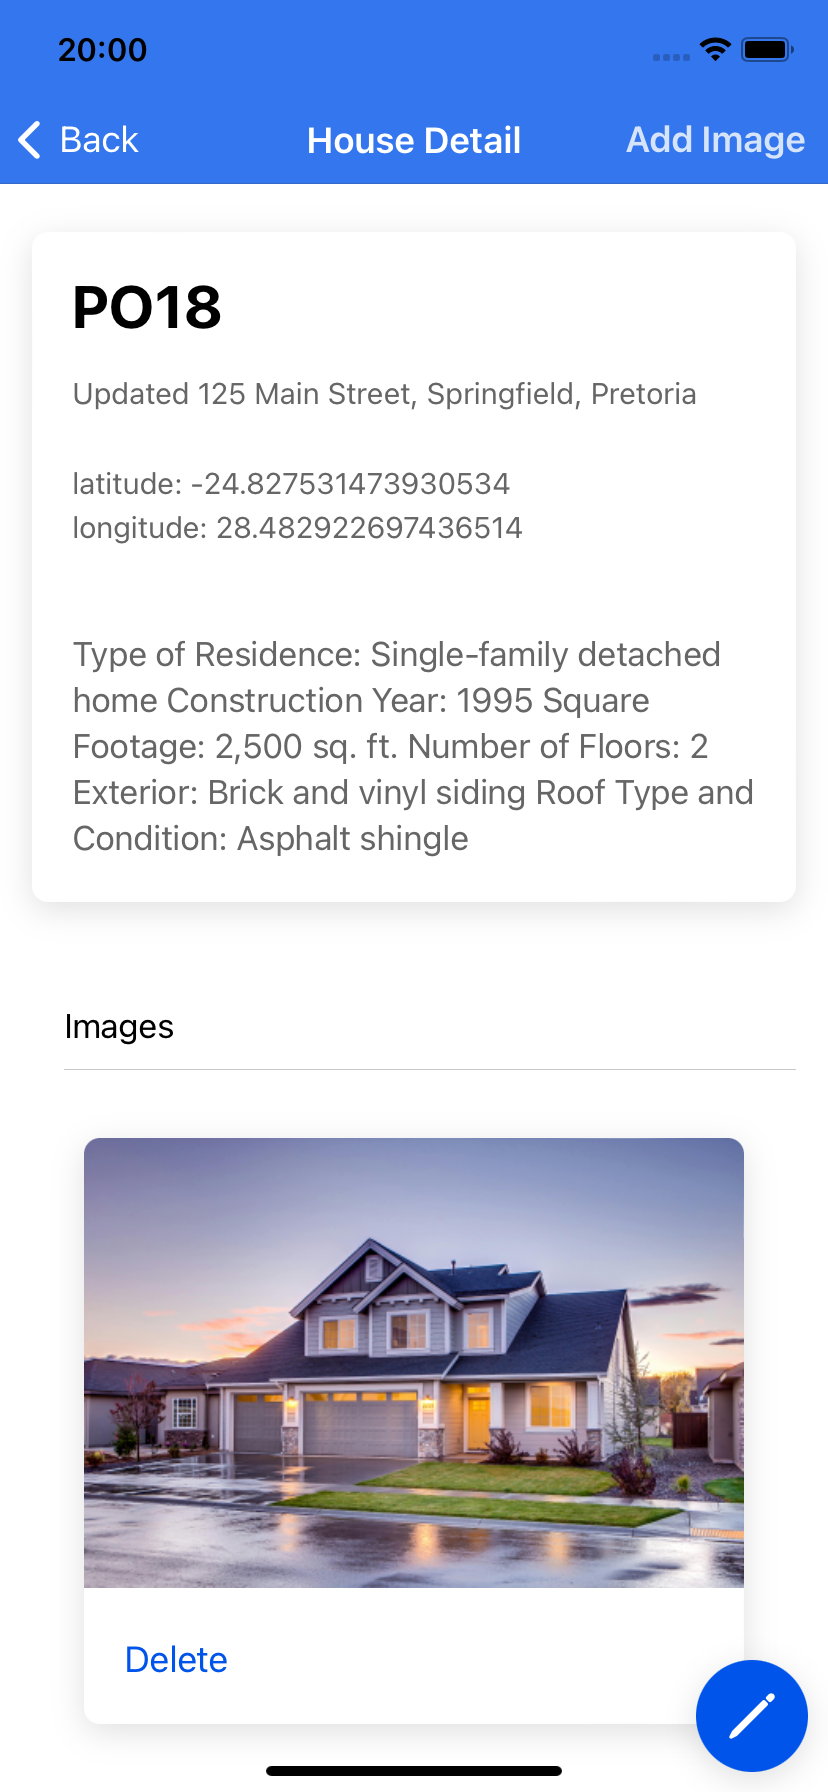 20:00
Back
House Detail
Add Image
PO18
Updated 125 Main Street, Springfield, Pretoria
latitude: -24.827531473930534
longitude: 28.482922697436514
Type of Residence: Single-family detached
home Construction Year: 1995 Square
Footage: 2,500 sq. ft. Number of Floors: 2
Exterior: Brick and vinyl siding Roof Type and
Condition: Asphalt shingle
Images
Delete